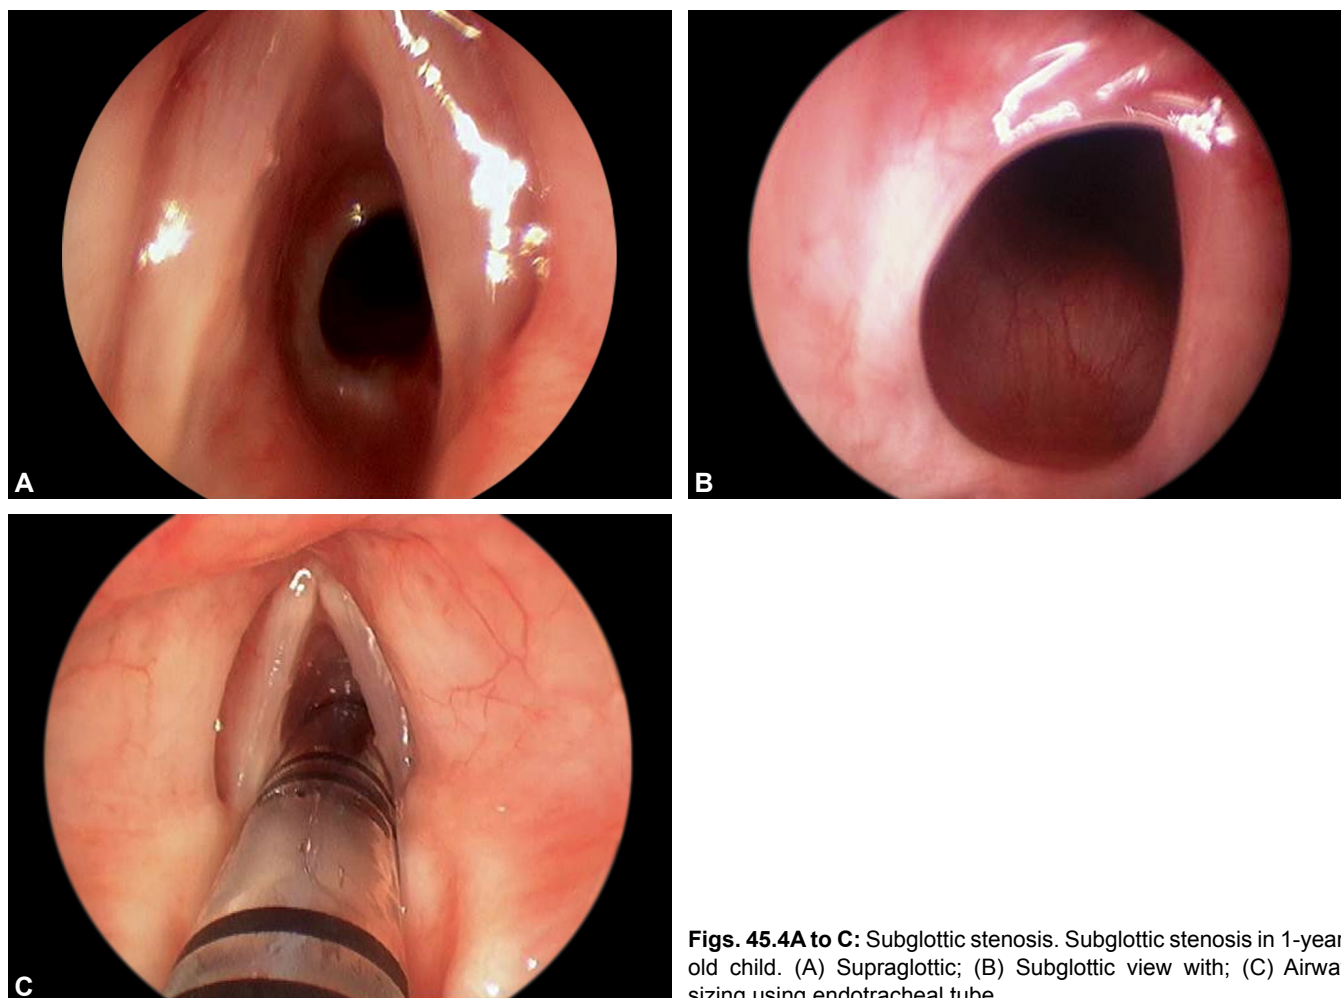 A
B
C
Figs. 45.4A to C: Subglottic stenosis. Subglottic stenosis in 1-year
old child. (A) Supraglottic; (B) Subglottic view with; (C) Airwa
sizing using endotracheal tube